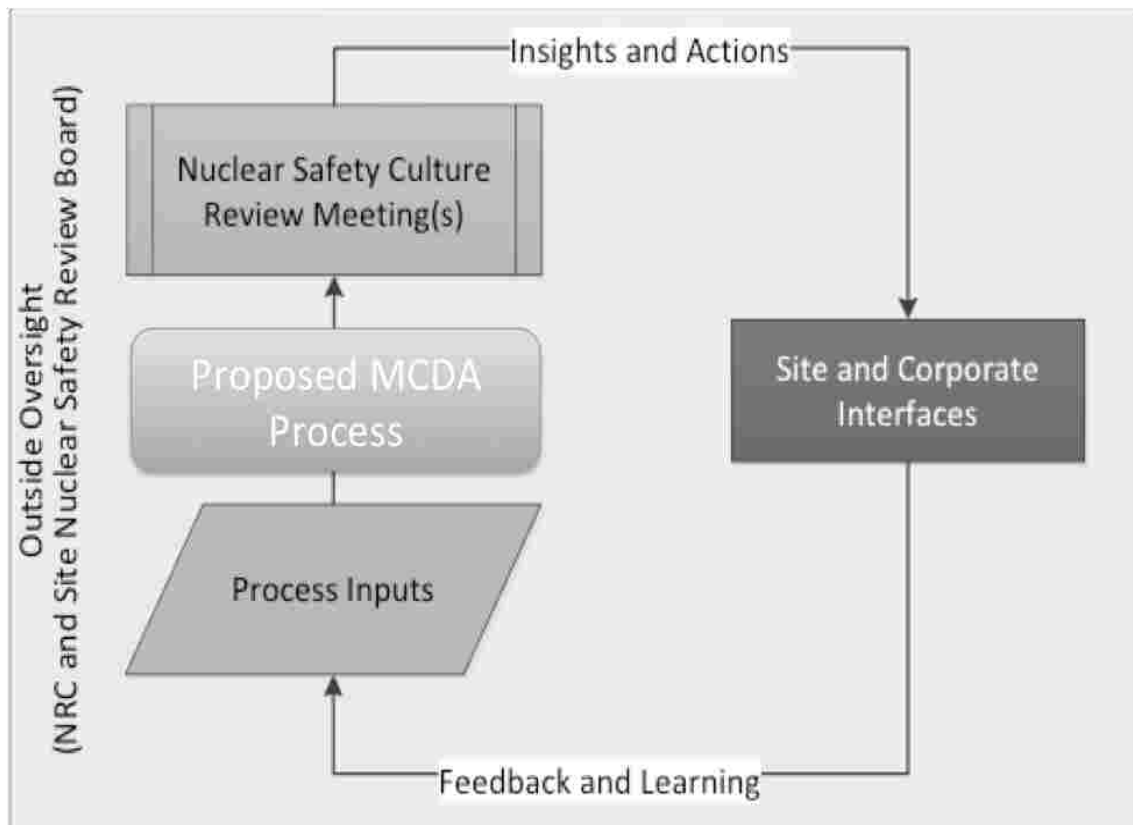 Outside Oversight
(NRC and Site Nuclear Safety Review Board)
Insights and Actions
Nuclear Safety Culture
Review Meeting(s)
Proposed MCDA
Process
Process Inputs
Site and Corporate
Interfaces
Feedback and Learning